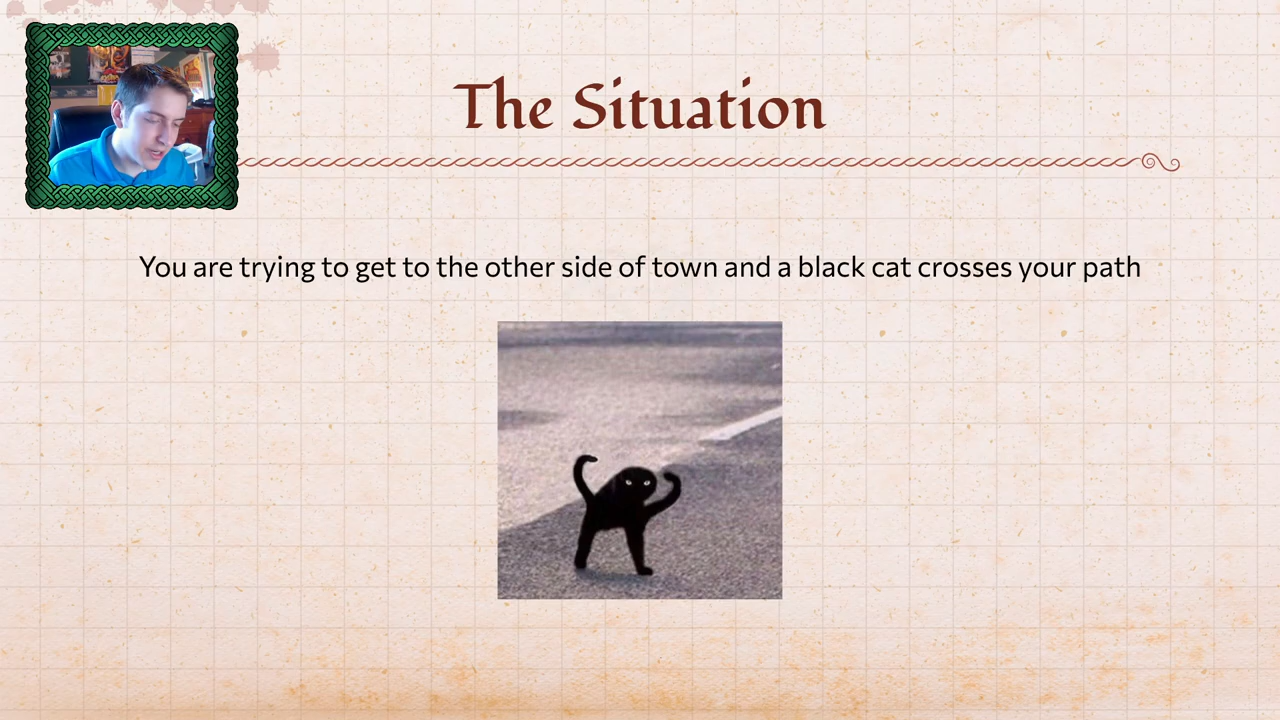 The Situation
You are trying to get to the other side of town and a black cat crosses your path